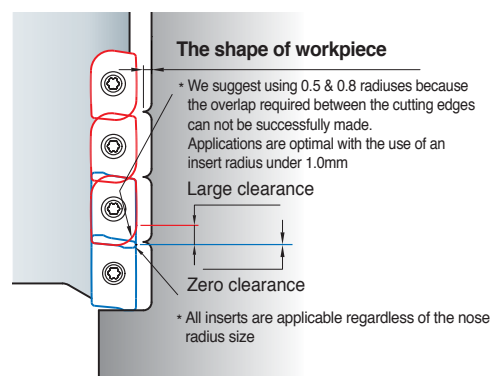 The shape of workpiece
* We suggest using 0.5 & 0.8 radiuses because
the overlap required between the cutting edges
can not be successfully made.
Applications are optimal with the use of an
insert radius under 1.0mm
Large clearance
Zero clearance
* All inserts are applicable regardless of the nose
radius size